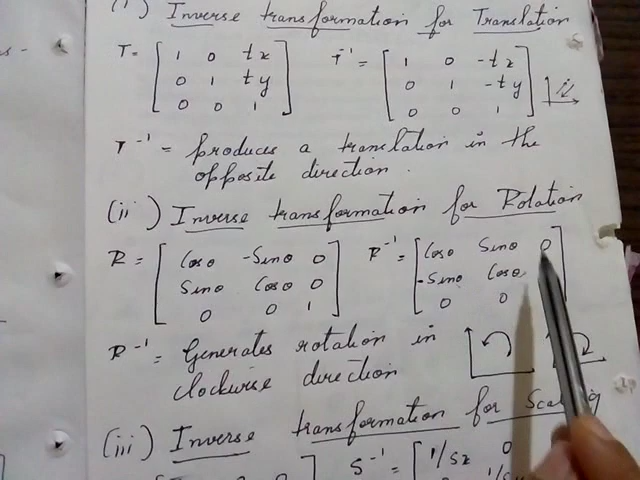 (i) Inverse transformation for Translation
T = [ 1 0 tx T⁻¹ = [ 1 0 -tx
0 1 ty 0 1 -ty
0 0 1 ] 0 0 1 ]
T⁻¹ = produces a translation in the
opposite direction.
(ii) Inverse transformation for Rotation
R = [ Cosθ -Sinθ 0 R⁻¹ = [ Cosθ Sinθ 0
Sinθ Cosθ 0 -Sinθ Cosθ
0 0 1 ] 0 0 ]
R⁻¹ = Generates rotation in
clockwise direction
(iii) Inverse transformation for Scaling
S⁻¹ = [ 1/Sx 0